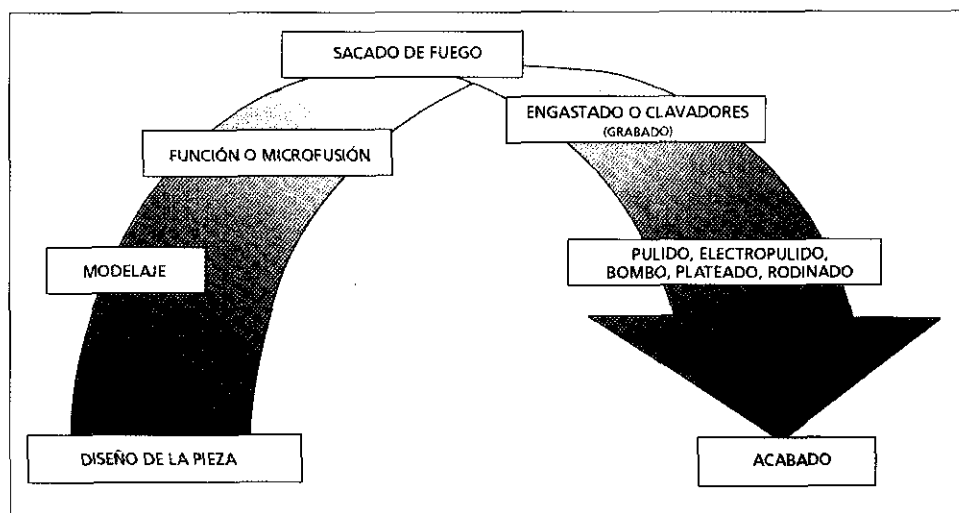 SACADO DE FUEGO
ENGASTADO O CLAVADORES
(GRABADO)
FUNCIÓN O MICROFUSIÓN
MODELAJE
PULIDO, ELECTROPULIDO,
BOMBO, PLATEADO, RODINADO
DISEÑO DE LA PIEZA
ACABADO